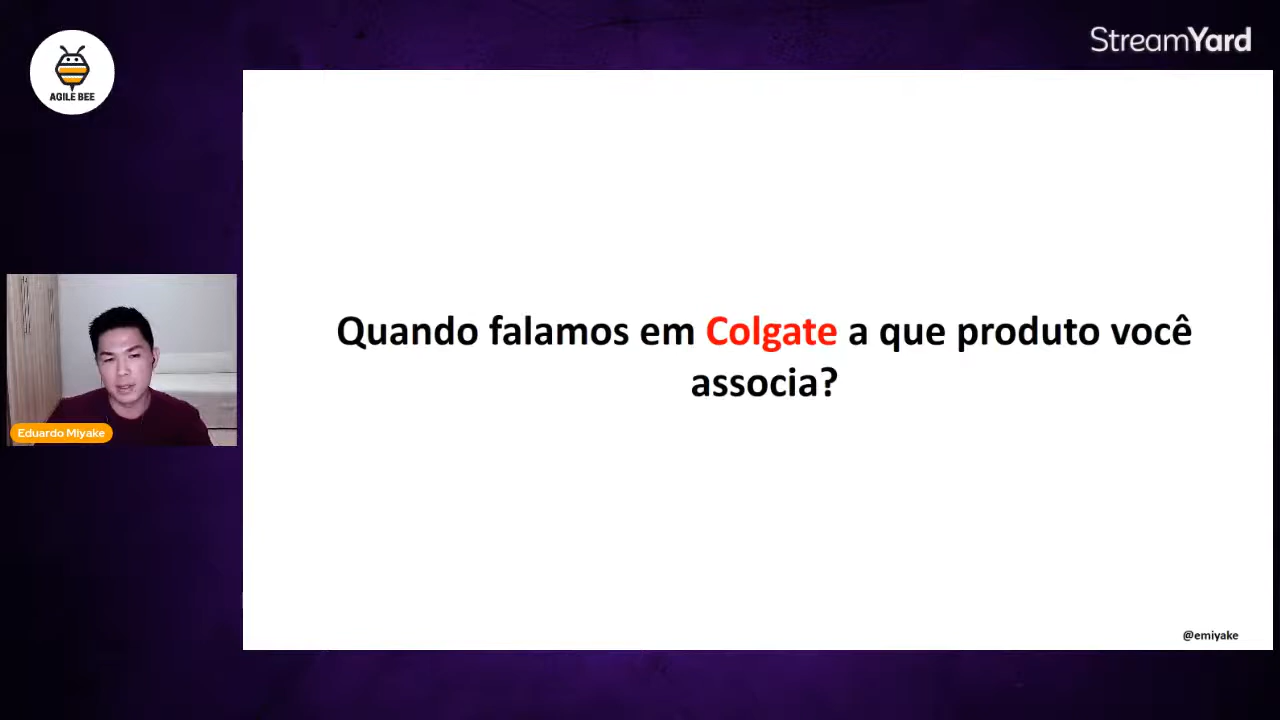 StreamYard
AGILE BEE
Quando falamos em Colgate a que produto você
associa?
Eduardo Miyake
@emiyake